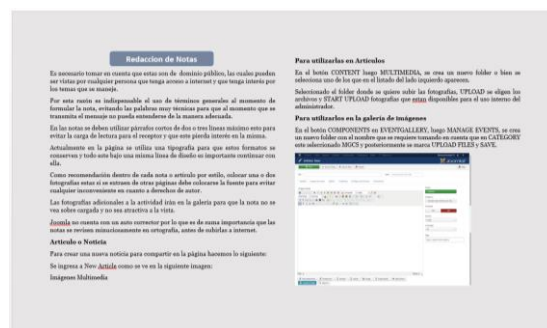 Redaccion de Notas
Es necesario tomar en cuenta que estas son de dominio público, las cuales pueden
ser vistas por cualquier persona que tenga acceso a internet y que tenga interés por
los temas que se maneje.
Por esta razón es indispensable el uso de términos generales al momento de
formular la nota, evitando las palabras muy técnicas para que al momento que se
transmita el mensaje no pueda entenderse de la manera adecuada.
En las notas se deben utilizar párrafos cortos de dos o tres líneas máximo esto para
evitar la carga de lectura para el receptor y que este pierda interés en la misma.
Actualmente en la página se utiliza una tipografía para que estos formatos se
conserven y todo este bajo una misma línea de diseño es importante continuar con
ella.
Como recomendación dentro de cada nota o artículo por estilo, colocar una o dos
fotografías estas si se extraen de otras páginas debe colocarse la fuente para evitar
cualquier inconveniente en cuanto a derechos de autor.
Las fotografías adicionales a la actividad irán en la galería para que la nota no se
vea sobre cargada y no sea atractiva a la vista.
Joomla no cuenta con un auto corrector por lo que es de suma importancia que las
notas se revisen minuciosamente en ortografía, antes de subirlas a internet.
Articulo o Noticia
Para crear una nueva noticia para compartir en la página hacemos lo siguiente:
Se ingresa a New Article como se ve en la siguiente imagen:
Imágenes Multimedia
Para utilizarlos en Artículos
En el botón CONTENT luego MULTIMEDIA, se crea un nuevo folder o bien se
selecciona uno de los que en el listado del lado izquierdo aparecen.
Seleccionado el folder donde se quiere subir las fotografías, UPLOAD se eligen los
archivos y START UPLOAD fotografías que estan disponibles para el uso interno del
administrador.
Para utilizarlos en la galería de imágenes
En el botón COMPONENTS en EVENTGALLERY, luego MANAGE EVENTS, se crea
un nuevo folder con el nombre que se requiere tomando en cuenta que en CATEGORY
este seleccionado MGCS y posteriormente se marca UPLOAD FILES y SAVE.